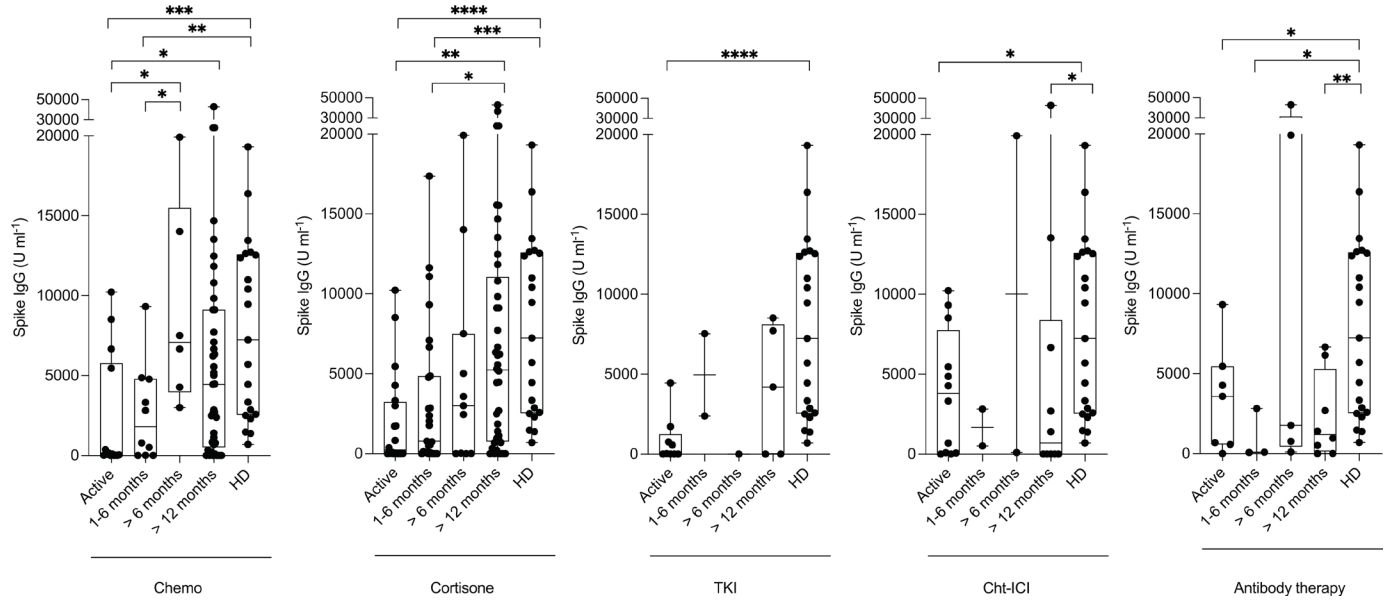 *** **** 
** *** 
* ** **** * *
* * * *
* **
50000 50000 50000 50000 50000
30000 30000 30000 30000 30000
20000 20000 20000 20000 20000
15000 15000 15000 15000 15000
10000 10000 10000 10000 10000
5000 5000 5000 5000 5000
0 0 0 0 0
Spike IgG (U ml-1) Spike IgG (U ml-1) Spike IgG (U ml-1) Spike IgG (U ml-1) Spike IgG (U ml-1)
Active 1-6 months > 6 months > 12 months HD Active 1-6 months > 6 months > 12 months HD Active 1-6 months > 6 months > 12 months HD Active 1-6 months > 6 months > 12 months HD Active 1-6 months > 6 months > 12 months HD
Chemo Cortisone TKI Cht-ICI Antibody therapy